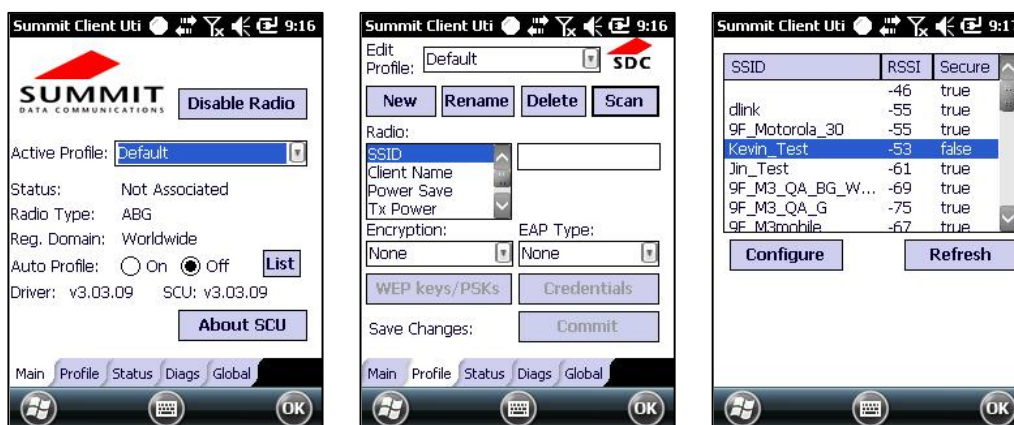 Summit Client Uti 9:16
SUMMIT
DATA COMMUNICATIONS
Disable Radio
Active Profile: Default
Status: Not Associated
Radio Type: ABG
Reg. Domain: Worldwide
Auto Profile: On Off List
Driver: v3.03.09 SCU: v3.03.09
About SCU
Main Profile Status Diags Global
OK
Summit Client Uti 9:16
Edit
Profile: Default
SDC
New Rename Delete Scan
Radio:
SSID
Client Name
Power Save
Tx Power
Encryption: EAP Type:
None None
WEP keys/PSKs Credentials
Save Changes: Commit
Main Profile Status Diags Global
OK
Summit Client Uti 9:17
SSID RSSI Secure
-46 true
dlink -55 true
9F_Motorola_30 -55 true
Kevin_Test -53 false
Jin_Test -61 true
9F_M3_QA_BG_W... -69 true
9F_M3_QA_G -75 true
9F_M3mobile -67 true
Configure Refresh
OK